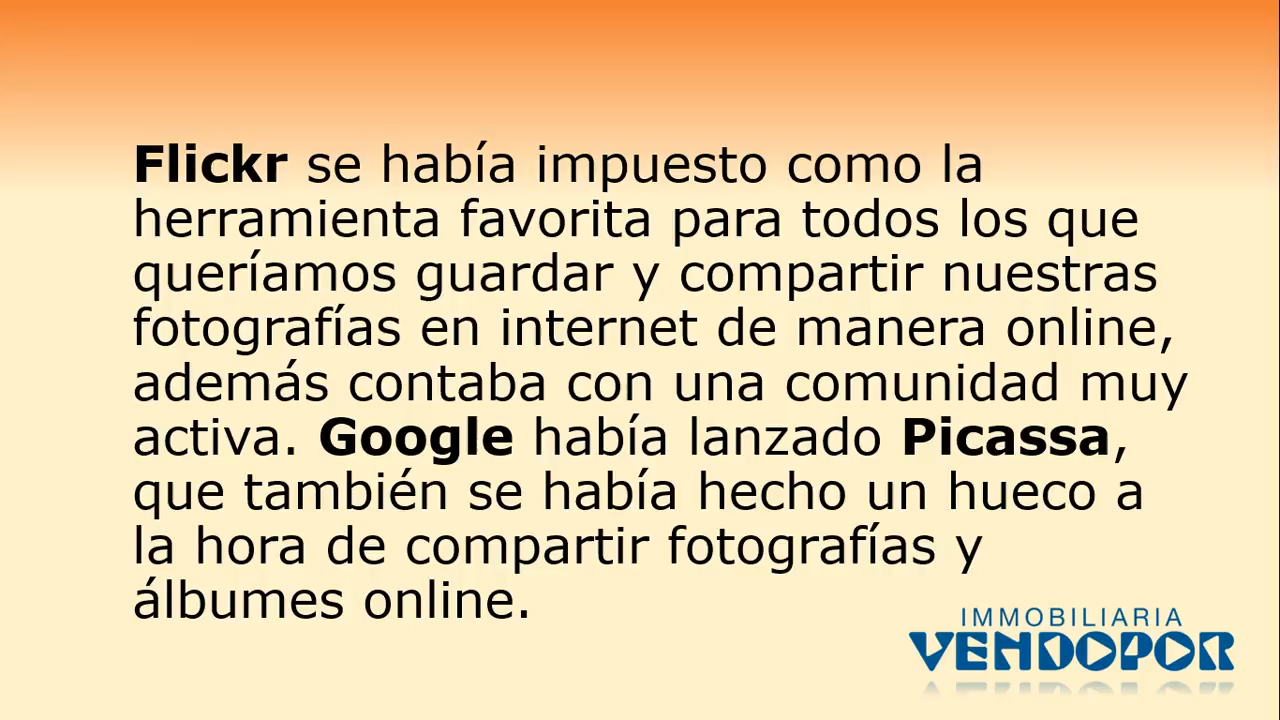 Flickr se había impuesto como la
herramienta favorita para todos los que
queríamos guardar y compartir nuestras
fotografías en internet de manera online,
además contaba con una comunidad muy
activa. Google había lanzado Picassa,
que también se había hecho un hueco a
la hora de compartir fotografías y
álbumes online.
IMMOBILIARIA
VENDOPOR